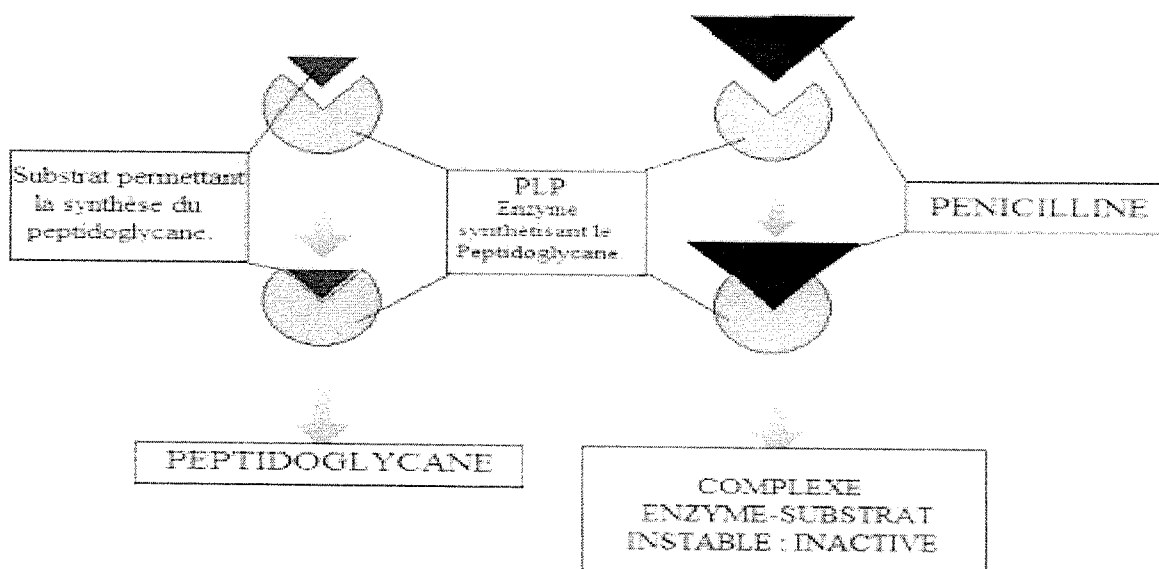 Substrat permettant
la synthèse du
peptidoglycane.
PLP
Enzyme
synthétisant le
Peptidoglycane
PENICILLINE
PEPTIDOGLYCANE
COMPLEXE
ENZYME-SUBSTRAT
INSTABLE : INACTIVE